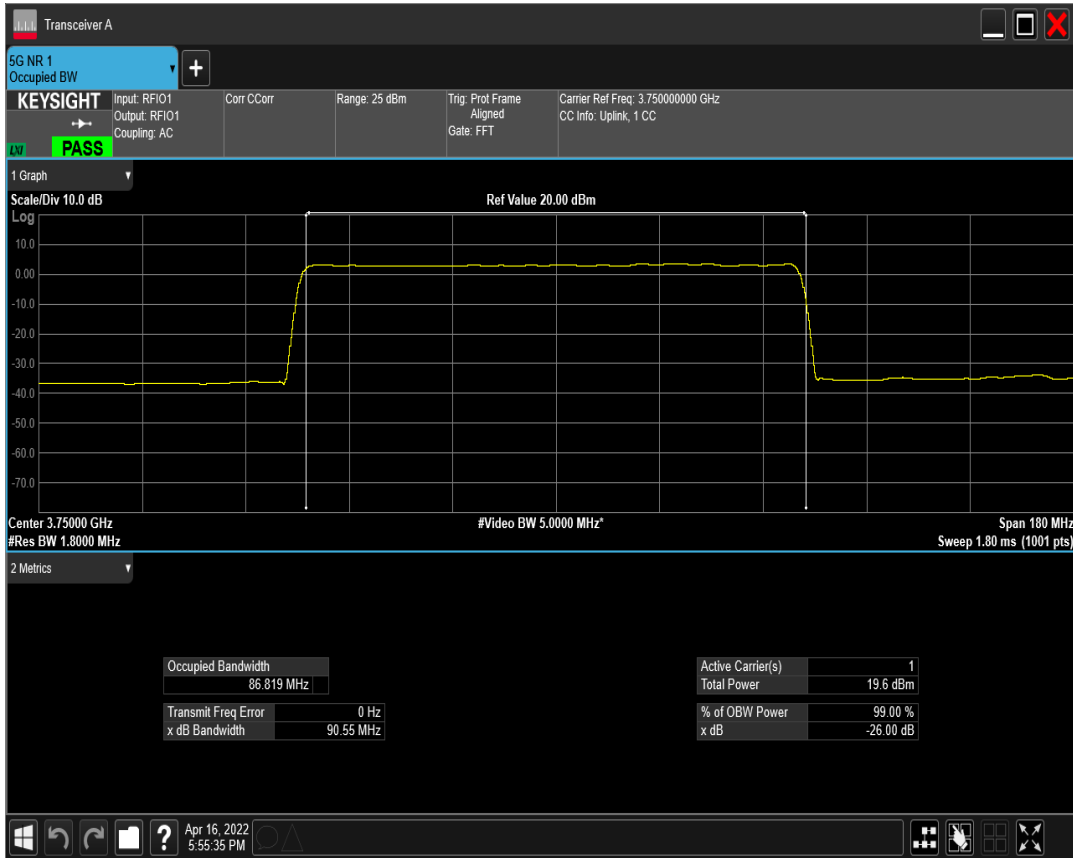 Transceiver A
5G NR 1
Occupied BW
+
KEYSIGHT
Input: RFIO1
Output: RFIO1
Coupling: AC
Corr CCorr
Range: 25 dBm
Trig: Prot Frame
Aligned
Gate: FFT
Carrier Ref Freq: 3.750000000 GHz
CC Info: Uplink, 1 CC
LXI
PASS
1 Graph
Scale/Div 10.0 dB
Ref Value 20.00 dBm
Log
10.0
0.00
-10.0
-20.0
-30.0
-40.0
-50.0
-60.0
-70.0
Center 3.75000 GHz
#Video BW 5.0000 MHz*
Span 180 MHz
#Res BW 1.8000 MHz
Sweep 1.80 ms (1001 pts)
2 Metrics
Occupied Bandwidth
86.819 MHz
Transmit Freq Error 0 Hz
x dB Bandwidth 90.55 MHz
Active Carrier(s) 1
Total Power 19.6 dBm
% of OBW Power 99.00 %
x dB -26.00 dB
?
Apr 16, 2022
5:55:35 PM